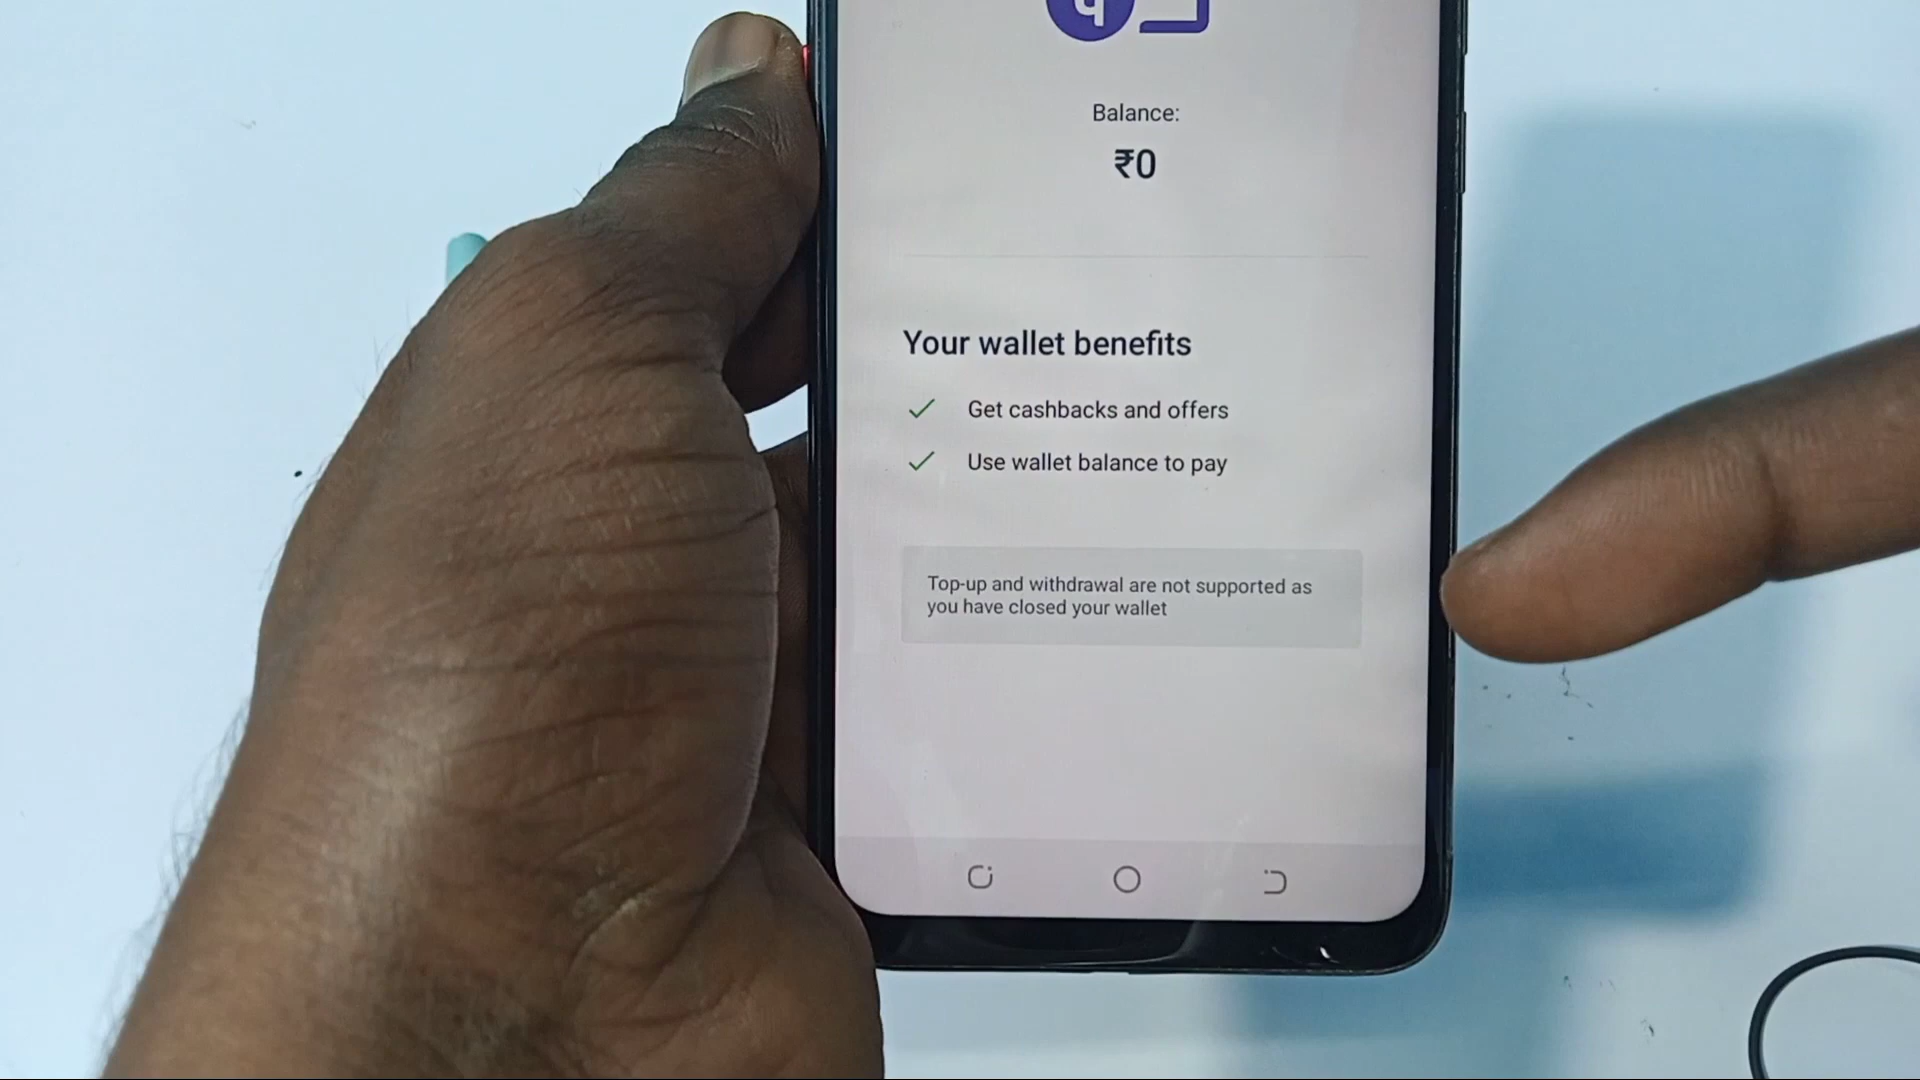 Balance:
₹0
Your wallet benefits
Get cashbacks and offers
Use wallet balance to pay
Top-up and withdrawal are not supported as
you have closed your wallet